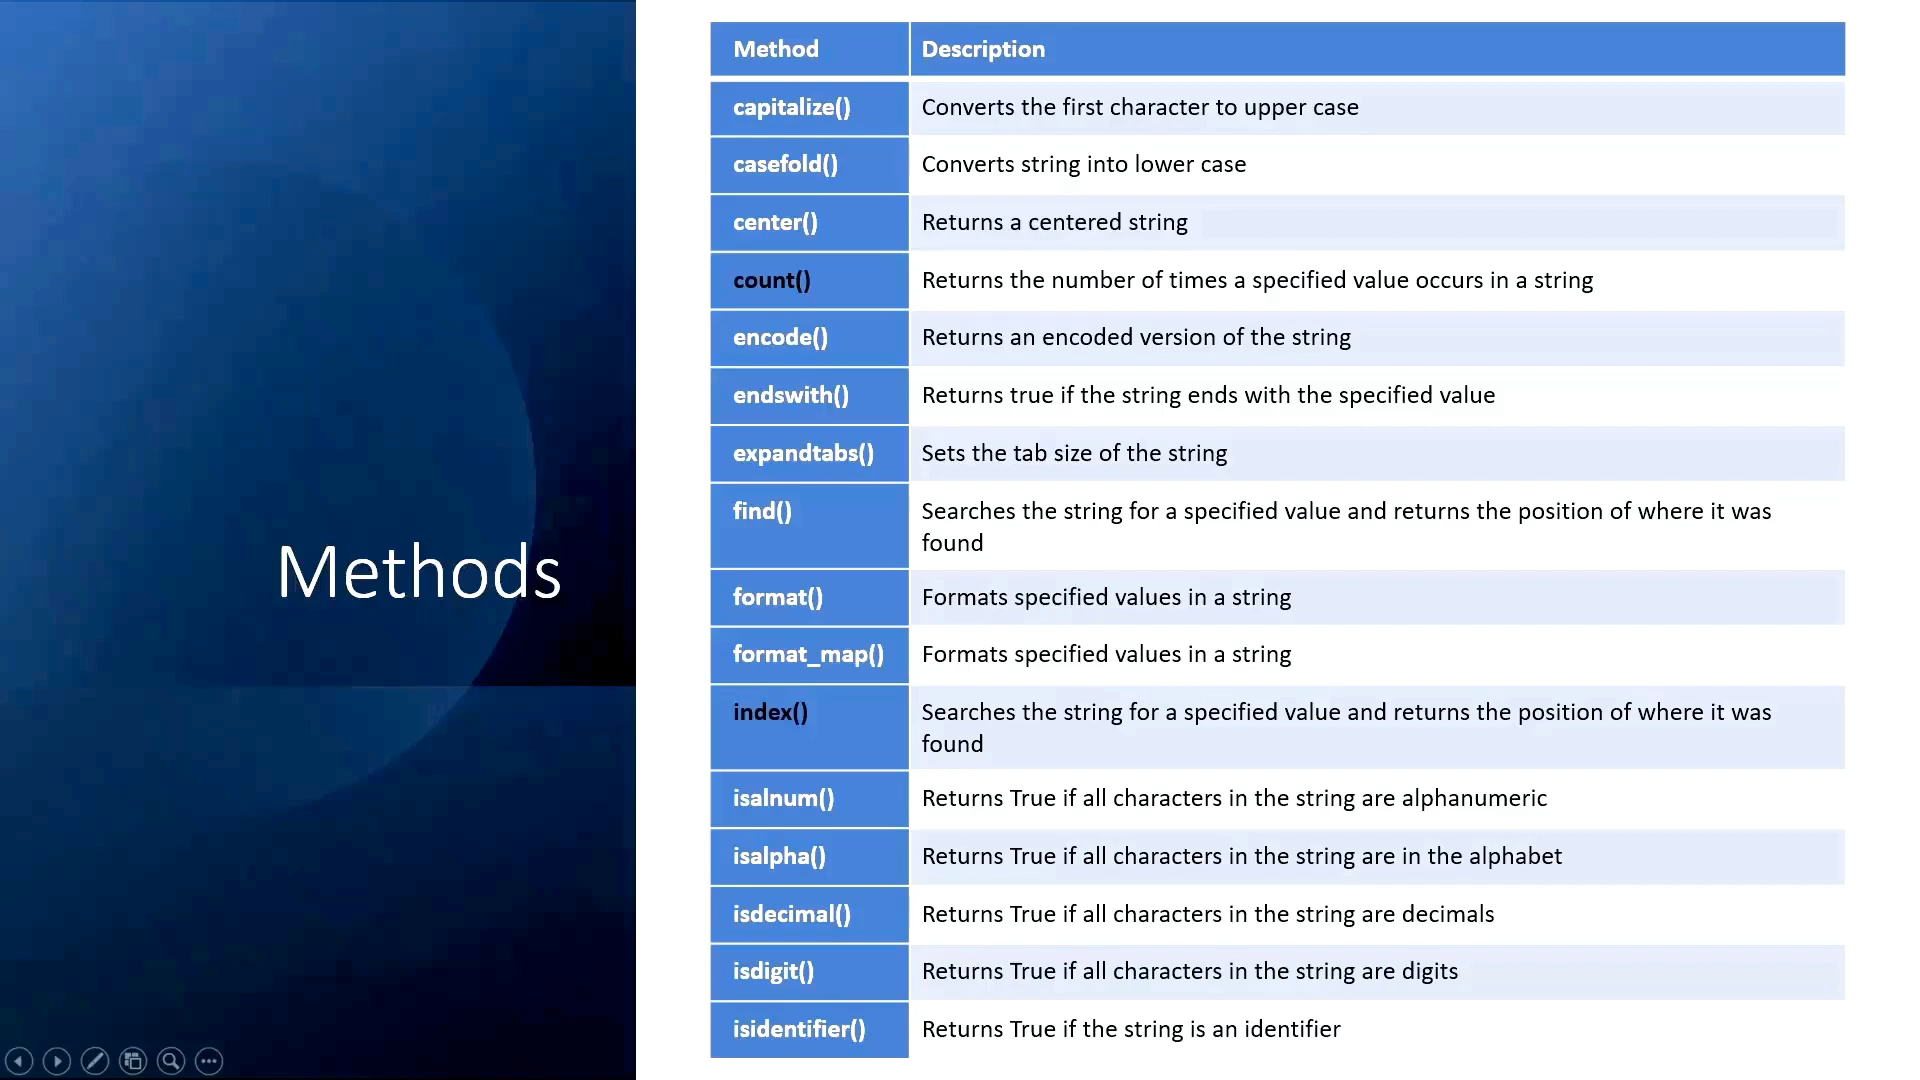 Methods
Method Description
capitalize() Converts the first character to upper case
casefold() Converts string into lower case
center() Returns a centered string
count() Returns the number of times a specified value occurs in a string
encode() Returns an encoded version of the string
endswith() Returns true if the string ends with the specified value
expandtabs() Sets the tab size of the string
find() Searches the string for a specified value and returns the position of where it was
found
format() Formats specified values in a string
format_map() Formats specified values in a string
index() Searches the string for a specified value and returns the position of where it was
found
isalnum() Returns True if all characters in the string are alphanumeric
isalpha() Returns True if all characters in the string are in the alphabet
isdecimal() Returns True if all characters in the string are decimals
isdigit() Returns True if all characters in the string are digits
isidentifier() Returns True if the string is an identifier